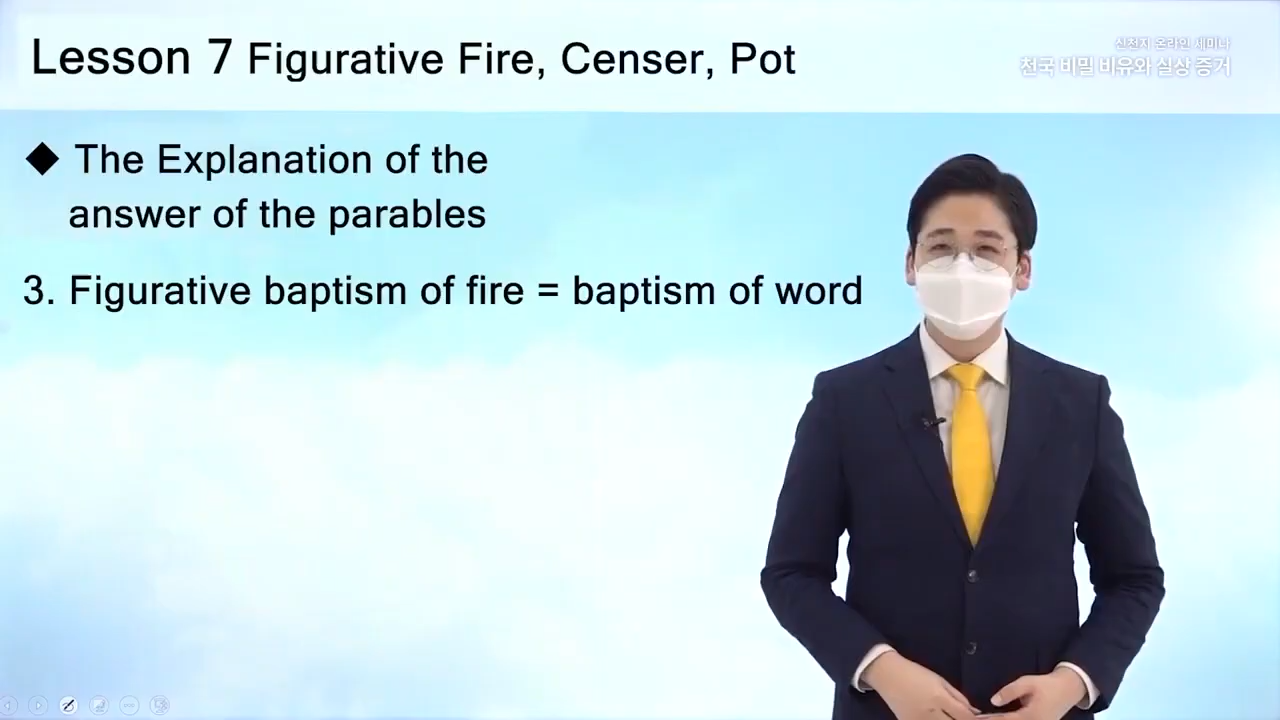 Lesson 7 Figurative Fire, Censer, Pot
신천지 온라인 세미나
천국 비밀 비유와 실상 증거
◆ The Explanation of the
answer of the parables
3. Figurative baptism of fire = baptism of word